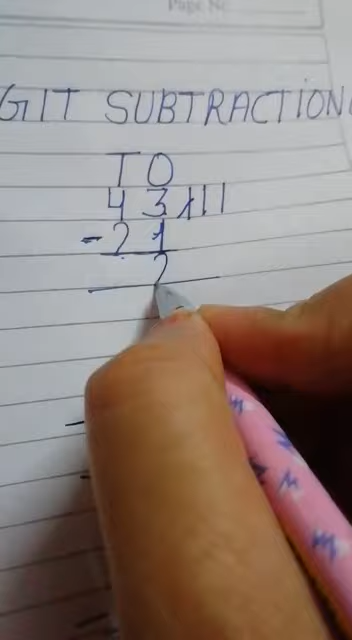 Page No
GIT SUBTRACTION
T O
4 3 |||
- 2 1
2